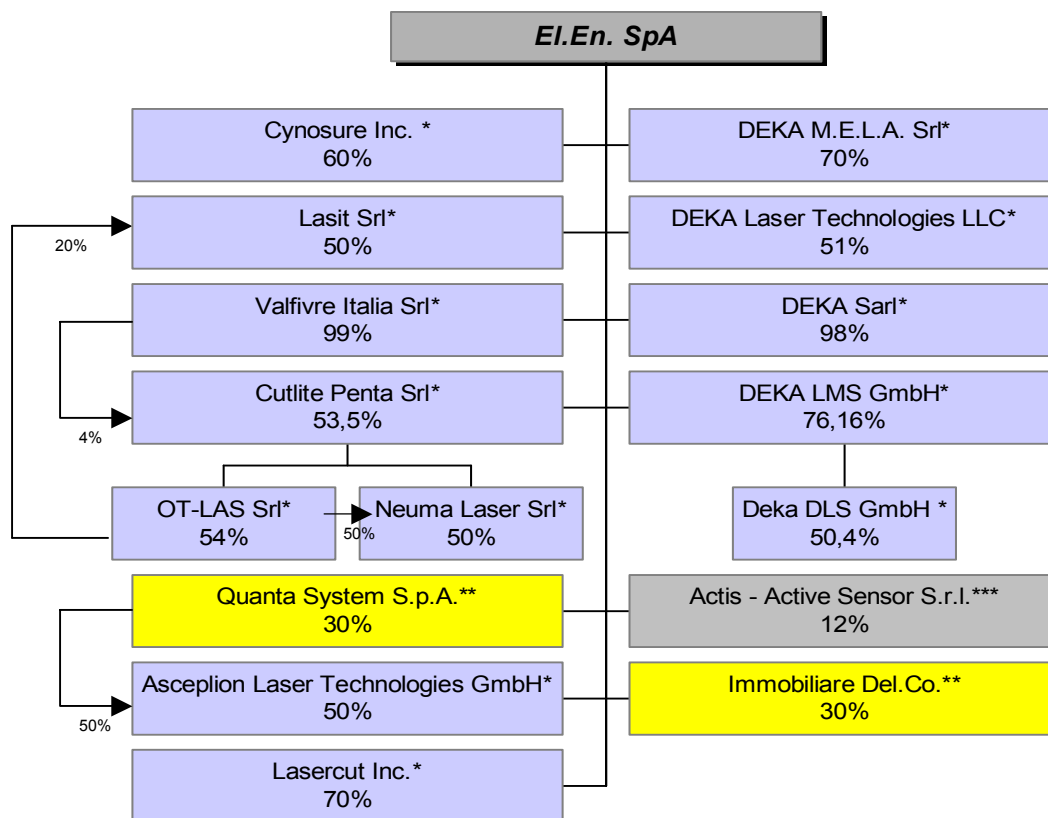 El.En. SpA
Cynosure Inc. *
60%
DEKA M.E.L.A. Srl*
70%
Lasit Srl*
50%
DEKA Laser Technologies LLC*
51%
20%
Valfivre Italia Srl*
99%
DEKA Sarl*
98%
Cutlite Penta Srl*
53,5%
DEKA LMS GmbH*
76,16%
4%
OT-LAS Srl*
54%
50%
Neuma Laser Srl*
50%
Deka DLS GmbH *
50,4%
Quanta System S.p.A.**
30%
Actis - Active Sensor S.r.l.***
12%
Asceplion Laser Technologies GmbH*
50%
Immobiliare Del.Co.**
30%
50%
Lasercut Inc.*
70%